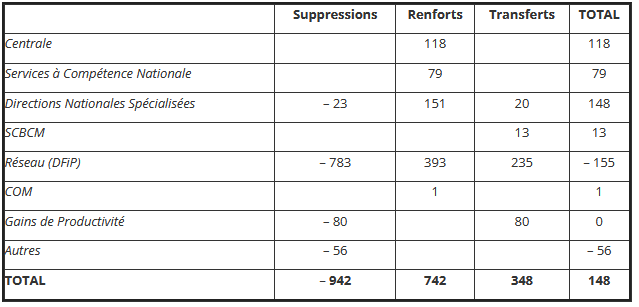 Suppressions Renforts Transferts TOTAL
Centrale 118 118
Services à Compétence Nationale 79 79
Directions Nationales Spécialisées – 23 151 20 148
SCBCM 13 13
Réseau (DFiP) – 783 393 235 – 155
COM 1 1
Gains de Productivité – 80 80 0
Autres – 56 – 56
TOTAL – 942 742 348 148